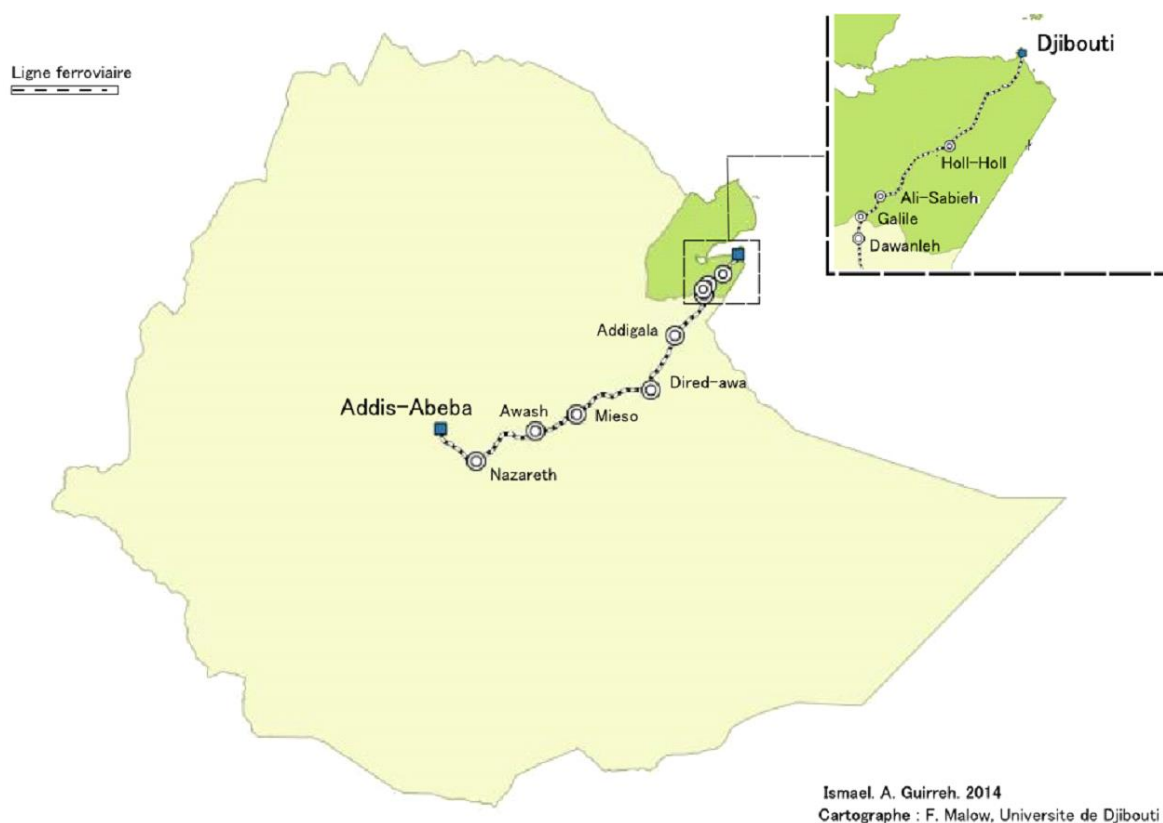 Ligne ferroviaire
Djibouti
Holl-Holl
Ali-Sabieh
Galile
Dawanleh
Addigala
Dired-awa
Addis-Abeba
Awash
Mieso
Nazareth
Ismael. A. Guirreh. 2014
Cartographe : F. Malow, Universite de Djibouti